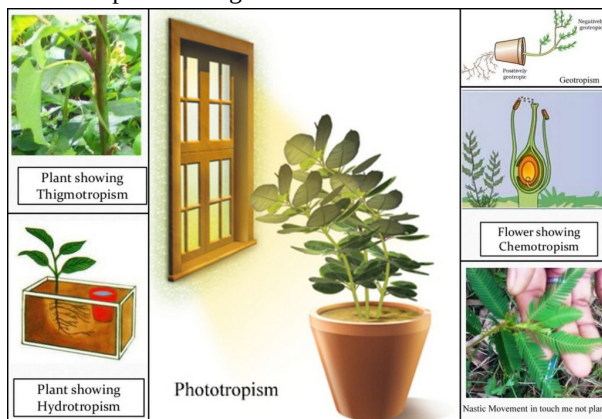 Plant showing
Thigmotropism
Plant showing
Hydrotropism
Phototropism
Negatively
geotropic
Positively
geotropic
Geotropism
Flower showing
Chemotropism
Nastic Movement in touch me not plant